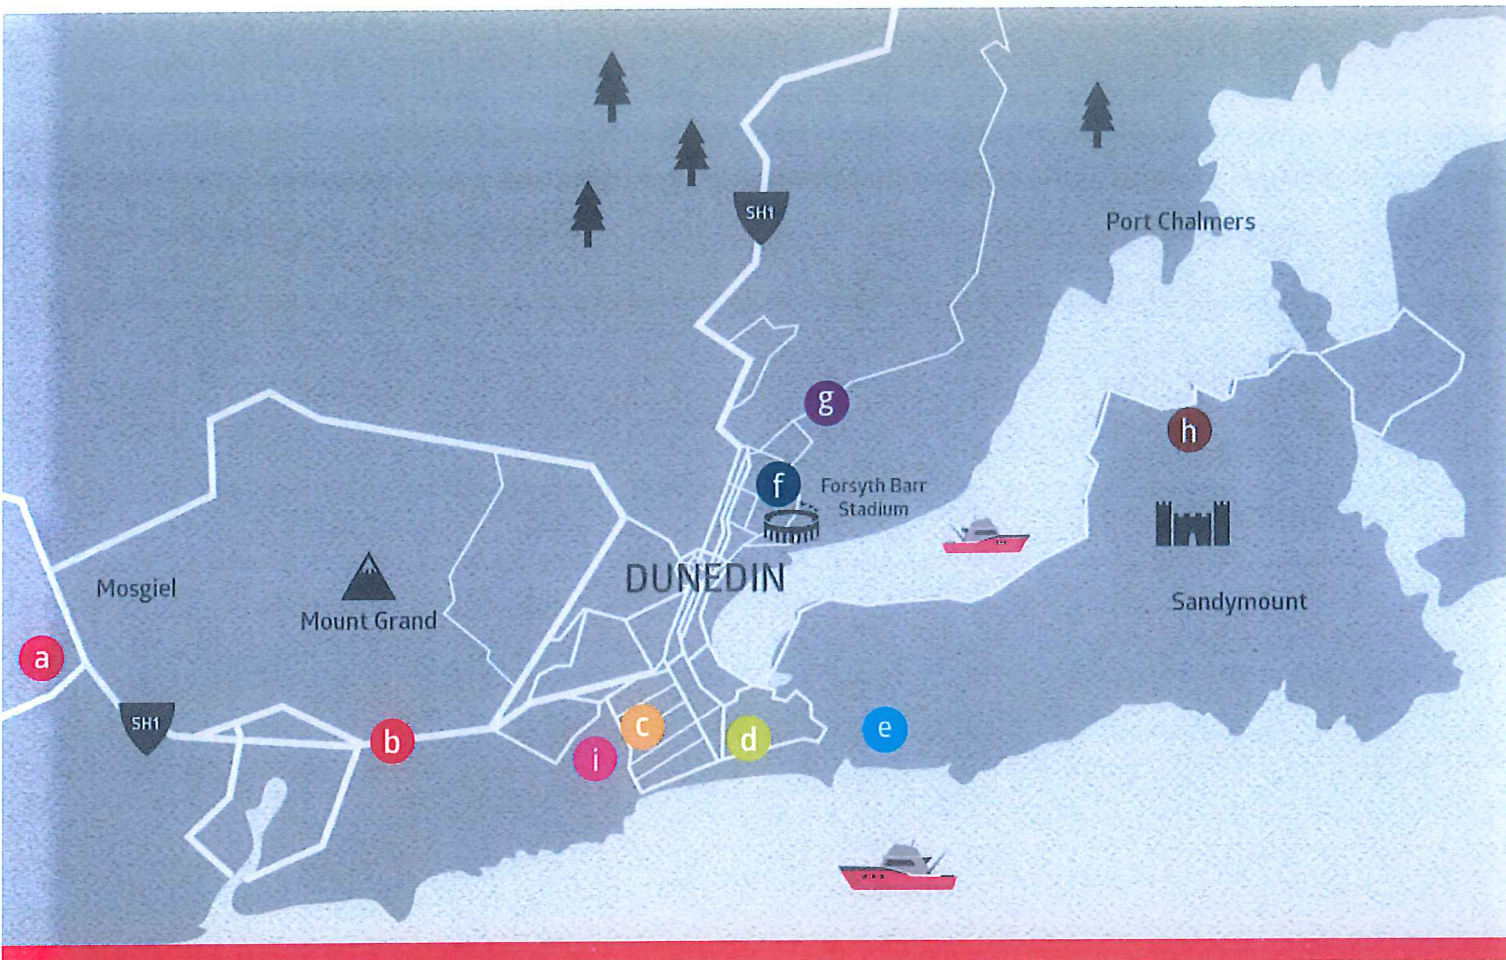 SH1
Port Chalmers
g
h
f
Forsyth Barr
Stadium
DUNEDIN
Mosgiel
Mount Grand
Sandymount
a
SH1
b
c
d
e
i